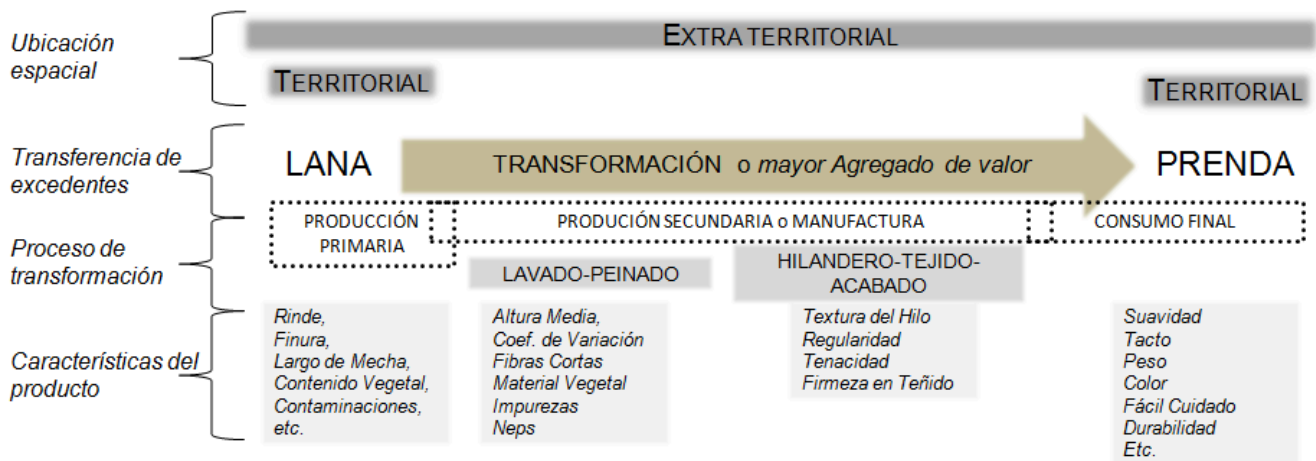 Ubicación
espacial
EXTRA TERRITORIAL
TERRITORIAL
TERRITORIAL
Transferencia de
excedentes
LANA
TRANSFORMACIÓN o mayor Agregado de valor
PRENDA
Proceso de
transformación
PRODUCCIÓN
PRIMARIA
PRODUCIÓN SECUNDARIA o MANUFACTURA
CONSUMO FINAL
LAVADO-PEINADO
HILANDERO-TEJIDO-
ACABADO
Características del
producto
Rinde,
Finura,
Largo de Mecha,
Contenido Vegetal,
Contaminaciones,
etc.
Altura Media,
Coef. de Variación
Fibras Cortas
Material Vegetal
Impurezas
Neps
Textura del Hilo
Regularidad
Tenacidad
Firmeza en Teñido
Suavidad
Tacto
Peso
Color
Fácil Cuidado
Durabilidad
Etc.